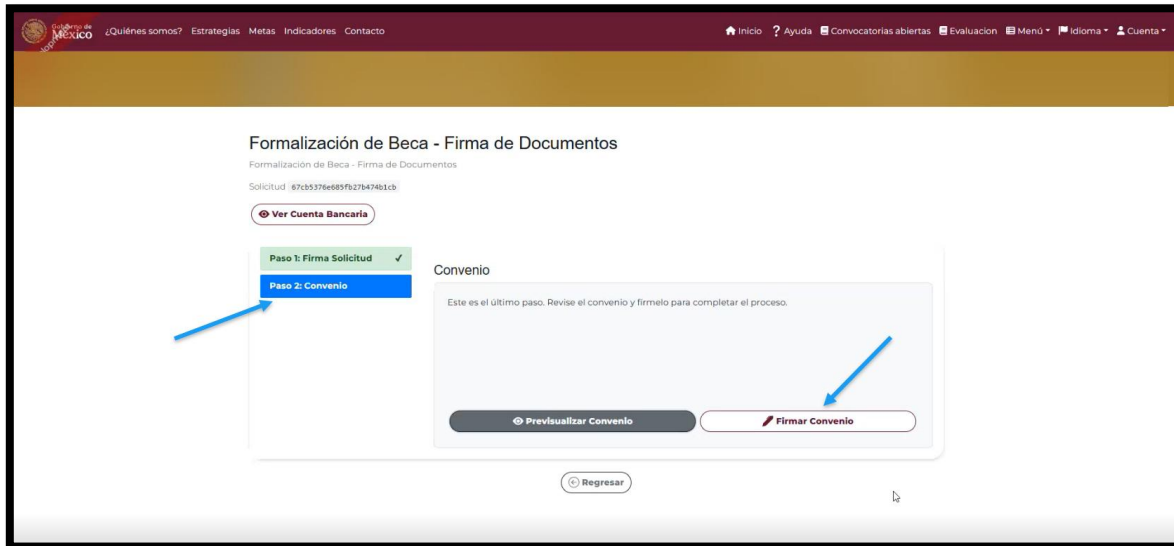 Gobierno de
México
¿Quiénes somos? Estrategias Metas Indicadores Contacto
Inicio ? Ayuda Convocatorias abiertas Evaluacion Menú Idioma Cuenta
Formalización de Beca - Firma de Documentos
Formalización de Beca - Firma de Documentos
Solicitud 67cb5376e685fb27b474b1cb
Ver Cuenta Bancaria
Paso 1: Firma Solicitud ✓
Paso 2: Convenio
Convenio
Este es el último paso. Revise el convenio y fírmelo para completar el proceso.
Previsualizar Convenio
Firmar Convenio
Regresar